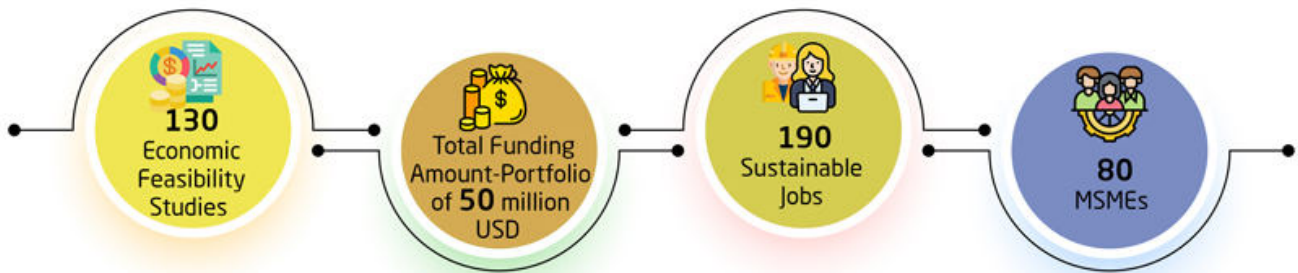 130
Economic
Feasibility
Studies
Total Funding
Amount-Portfolio
of 50 million
USD
190
Sustainable
Jobs
80
MSMEs